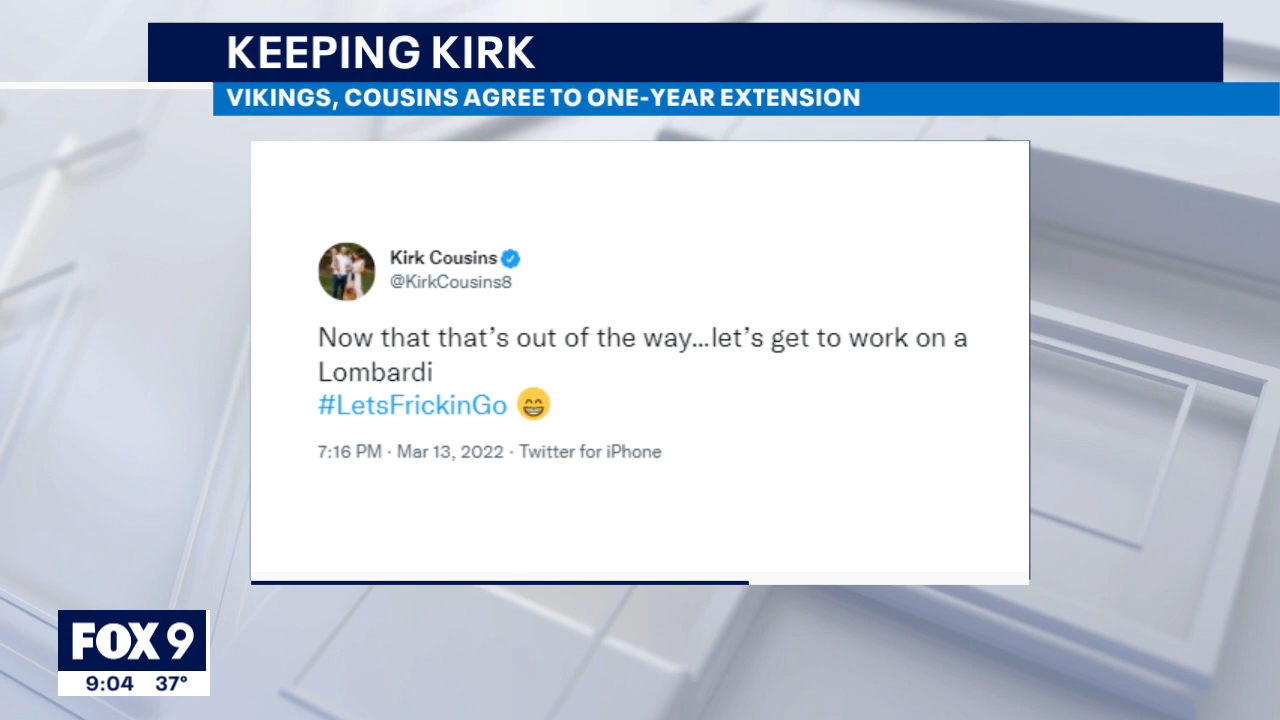 KEEPING KIRK
VIKINGS, COUSINS AGREE TO ONE-YEAR EXTENSION
Kirk Cousins
@KirkCousins8
Now that that’s out of the way...let’s get to work on a
Lombardi
#LetsFrickinGo 😄
7:16 PM · Mar 13, 2022 · Twitter for iPhone
FOX 9
9:04 37°